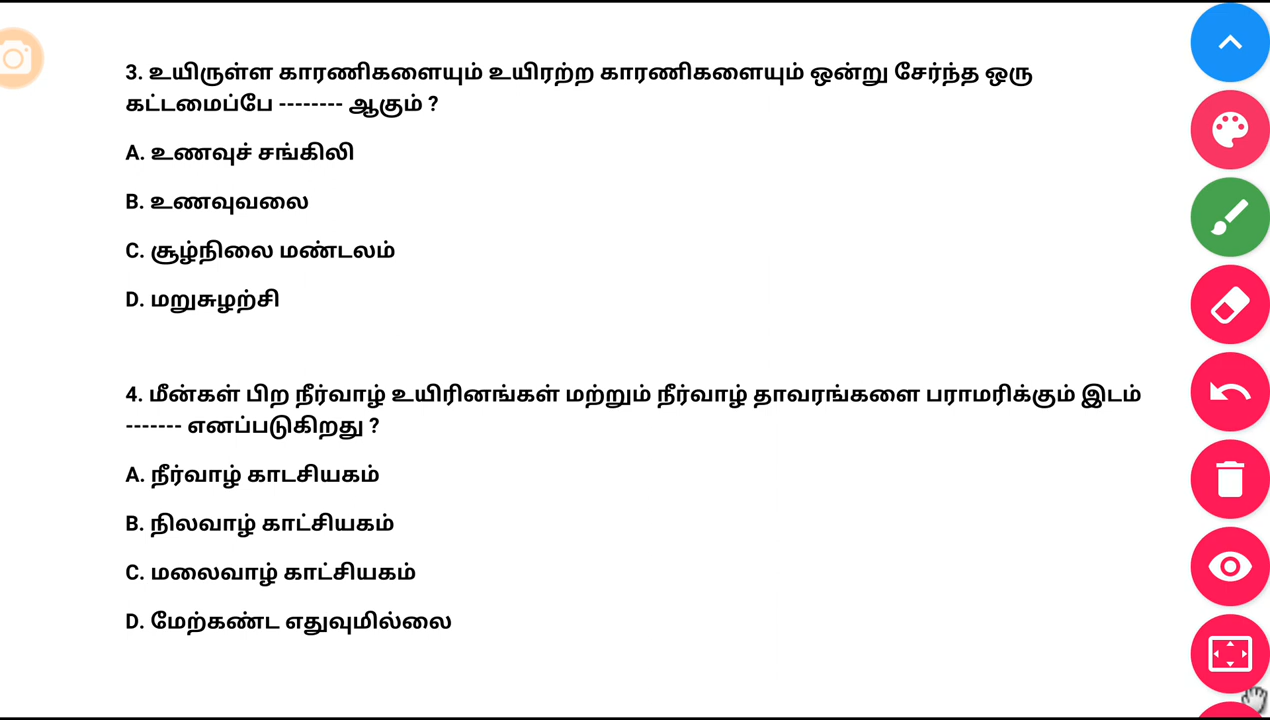 3. உயிருள்ள காரணிகளையும் உயிரற்ற காரணிகளையும் ஒன்று சேர்ந்த ஒரு
கட்டமைப்பே -------- ஆகும் ?
A. உணவுச் சங்கிலி
B. உணவுவலை
C. சூழ்நிலை மண்டலம்
D. மறுசுழற்சி
4. மீன்கள் பிற நீர்வாழ் உயிரினங்கள் மற்றும் நீர்வாழ் தாவரங்களை பராமரிக்கும் இடம்
------- எனப்படுகிறது ?
A. நீர்வாழ் காடசியகம்
B. நிலவாழ் காட்சியகம்
C. மலைவாழ் காட்சியகம்
D. மேற்கண்ட எதுவுமில்லை